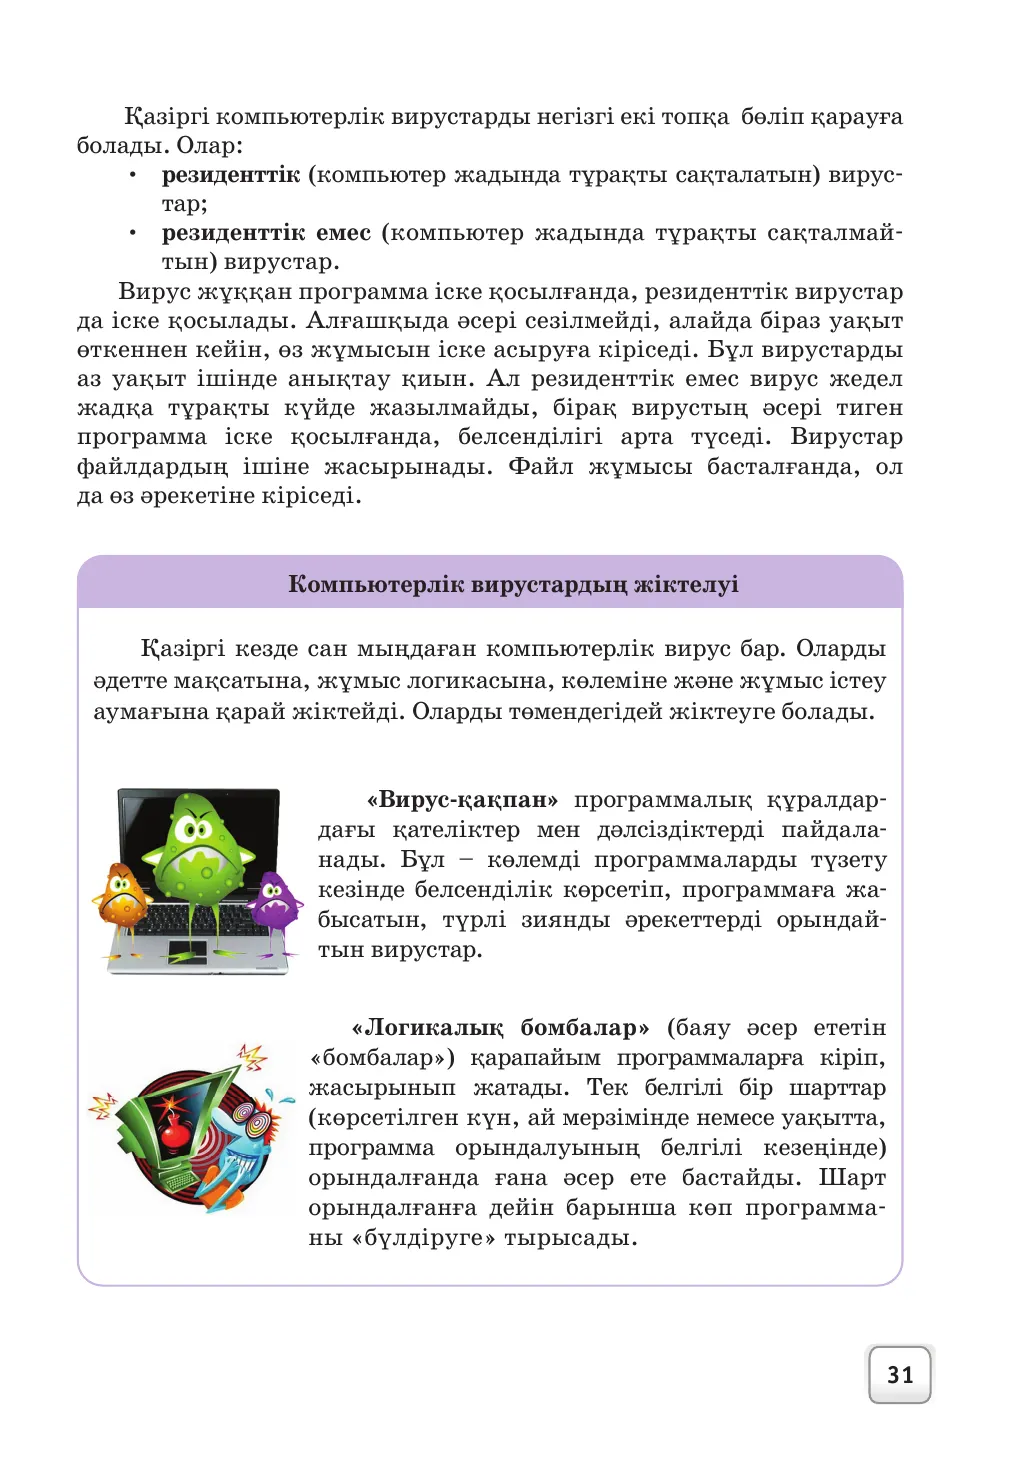 Қазіргі компьютерлік вирустарды негізгі екі топқа бөліп қарауға
болады. Олар:
• резиденттік (компьютер жадында тұрақты сақталатын) вирус-
тар;
• резиденттік емес (компьютер жадында тұрақты сақталмай-
тын) вирустар.
Вирус жұққан программа іске қосылғанда, резиденттік вирустар
да іске қосылады. Алғашқыда әсері сезілмейді, алайда біраз уақыт
өткеннен кейін, өз жұмысын іске асыруға кіріседі. Бұл вирустарды
аз уақыт ішінде анықтау қиын. Ал резиденттік емес вирус жедел
жадқа тұрақты күйде жазылмайды, бірақ вирустың әсері тиген
программа іске қосылғанда, белсенділігі арта түседі. Вирустар
файлдардың ішіне жасырынады. Файл жұмысы басталғанда, ол
да өз әрекетіне кіріседі.
Компьютерлік вирустардың жіктелуі
Қазіргі кезде сан мыңдаған компьютерлік вирус бар. Оларды
әдетте мақсатына, жұмыс логикасына, көлеміне және жұмыс істеу
аумағына қарай жіктейді. Оларды төмендегідей жіктеуге болады.
«Вирус-қақпан» программалық құралдар-
дағы қателіктер мен дәлсіздіктерді пайдала-
нады. Бұл – көлемді программаларды түзету
кезінде белсенділік көрсетіп, программаға жа-
бысатын, түрлі зиянды әрекеттерді орындай-
тын вирустар.
«Логикалық бомбалар» (баяу әсер ететін
«бомбалар») қарапайым программаларға кіріп,
жасырынып жатады. Тек белгілі бір шарттар
(көрсетілген күн, ай мерзімінде немесе уақытта,
программа орындалуының белгілі кезеңінде)
орындалғанда ғана әсер ете бастайды. Шарт
орындалғанға дейін барынша көп программа-
ны «бүлдіруге» тырысады.
31